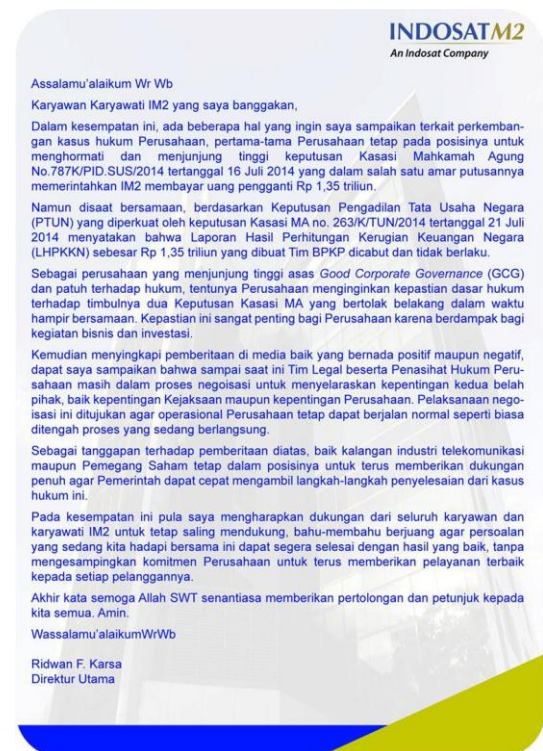 INDOSATM2
An Indosat Company
Assalamu'alaikum Wr Wb
Karyawan Karyawati IM2 yang saya banggakan,
Dalam kesempatan ini, ada beberapa hal yang ingin saya sampaikan terkait perkemban-
gan kasus hukum Perusahaan, pertama-tama Perusahaan tetap pada posisinya untuk
menghormati dan menjunjung tinggi keputusan Kasasi Mahkamah Agung
No.787K/PID.SUS/2014 tertanggal 16 Juli 2014 yang dalam salah satu amar putusannya
memerintahkan IM2 membayar uang pengganti Rp 1,35 triliun.
Namun disaat bersamaan, berdasarkan Keputusan Pengadilan Tata Usaha Negara
(PTUN) yang diperkuat oleh keputusan Kasasi MA no. 263/K/TUN/2014 tertanggal 21 Juli
2014 menyatakan bahwa Laporan Hasil Perhitungan Kerugian Keuangan Negara
(LHPKKN) sebesar Rp 1,35 triliun yang dibuat Tim BPKP dicabut dan tidak berlaku.
Sebagai perusahaan yang menjunjung tinggi asas Good Corporate Governance (GCG)
dan patuh terhadap hukum, tentunya Perusahaan menginginkan kepastian dasar hukum
terhadap timbulnya dua Keputusan Kasasi MA yang bertolak belakang dalam waktu
hampir bersamaan. Kepastian ini sangat penting bagi Perusahaan karena berdampak bagi
kegiatan bisnis dan investasi.
Kemudian menyingkapi pemberitaan di media baik yang bernada positif maupun negatif,
dapat saya sampaikan bahwa sampai saat ini Tim Legal beserta Penasihat Hukum Peru-
sahaan masih dalam proses negoisasi untuk menyelaraskan kepentingan kedua belah
pihak, baik kepentingan Kejaksaan maupun kepentingan Perusahaan. Pelaksanaan nego-
isasi ini ditujukan agar operasional Perusahaan tetap dapat berjalan normal seperti biasa
ditengah proses yang sedang berlangsung.
Sebagai tanggapan terhadap pemberitaan diatas, baik kalangan industri telekomunikasi
maupun Pemegang Saham tetap dalam posisinya untuk terus memberikan dukungan
penuh agar Pemerintah dapat cepat mengambil langkah-langkah penyelesaian dari kasus
hukum ini.
Pada kesempatan ini pula saya mengharapkan dukungan dari seluruh karyawan dan
karyawati IM2 untuk tetap saling mendukung, bahu-membahu berjuang agar persoalan
yang sedang kita hadapi bersama ini dapat segera selesai dengan hasil yang baik, tanpa
mengesampingkan komitmen Perusahaan untuk terus memberikan pelayanan terbaik
kepada setiap pelanggannya.
Akhir kata semoga Allah SWT senantiasa memberikan pertolongan dan petunjuk kepada
kita semua. Amin.
Wassalamu'alaikumWrWb
Ridwan F. Karsa
Direktur Utama